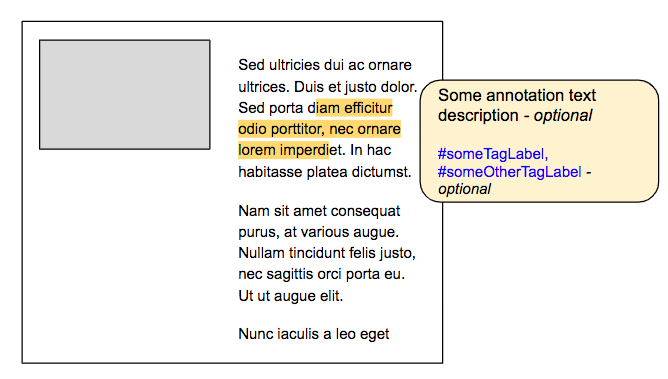 Sed ultricies dui ac ornare
ultrices. Duis et justo dolor.
Sed porta diam efficitur
odio porttitor, nec ornare
lorem imperdiet. In hac
habitasse platea dictumst.
Nam sit amet consequat
purus, at various augue.
Nullam tincidunt felis justo,
nec sagittis orci porta eu.
Ut ut augue elit.
Nunc iaculis a leo eget
Some annotation text
description - optional
#someTagLabel,
#someOtherTagLabel -
optional